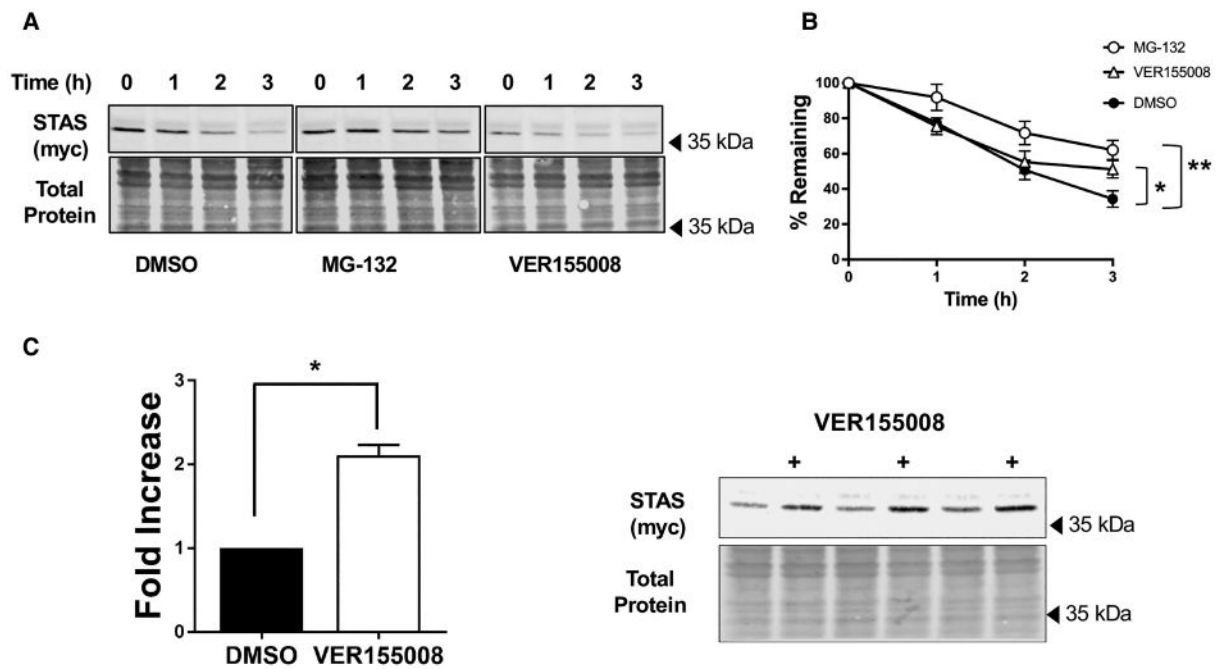 A
Time (h) 0 1 2 3 0 1 2 3 0 1 2 3
STAS
(myc)
◄ 35 kDa
Total
Protein
◄ 35 kDa
DMSO MG-132 VER155008
B
MG-132
VER155008
DMSO
100
80
60
40
20
0
% Remaining
0 1 2 3
Time (h)
*
**
C
Fold Increase
3
2
1
0
*
DMSO VER155008
VER155008
+ + +
STAS
(myc)
◄ 35 kDa
Total
Protein
◄ 35 kDa